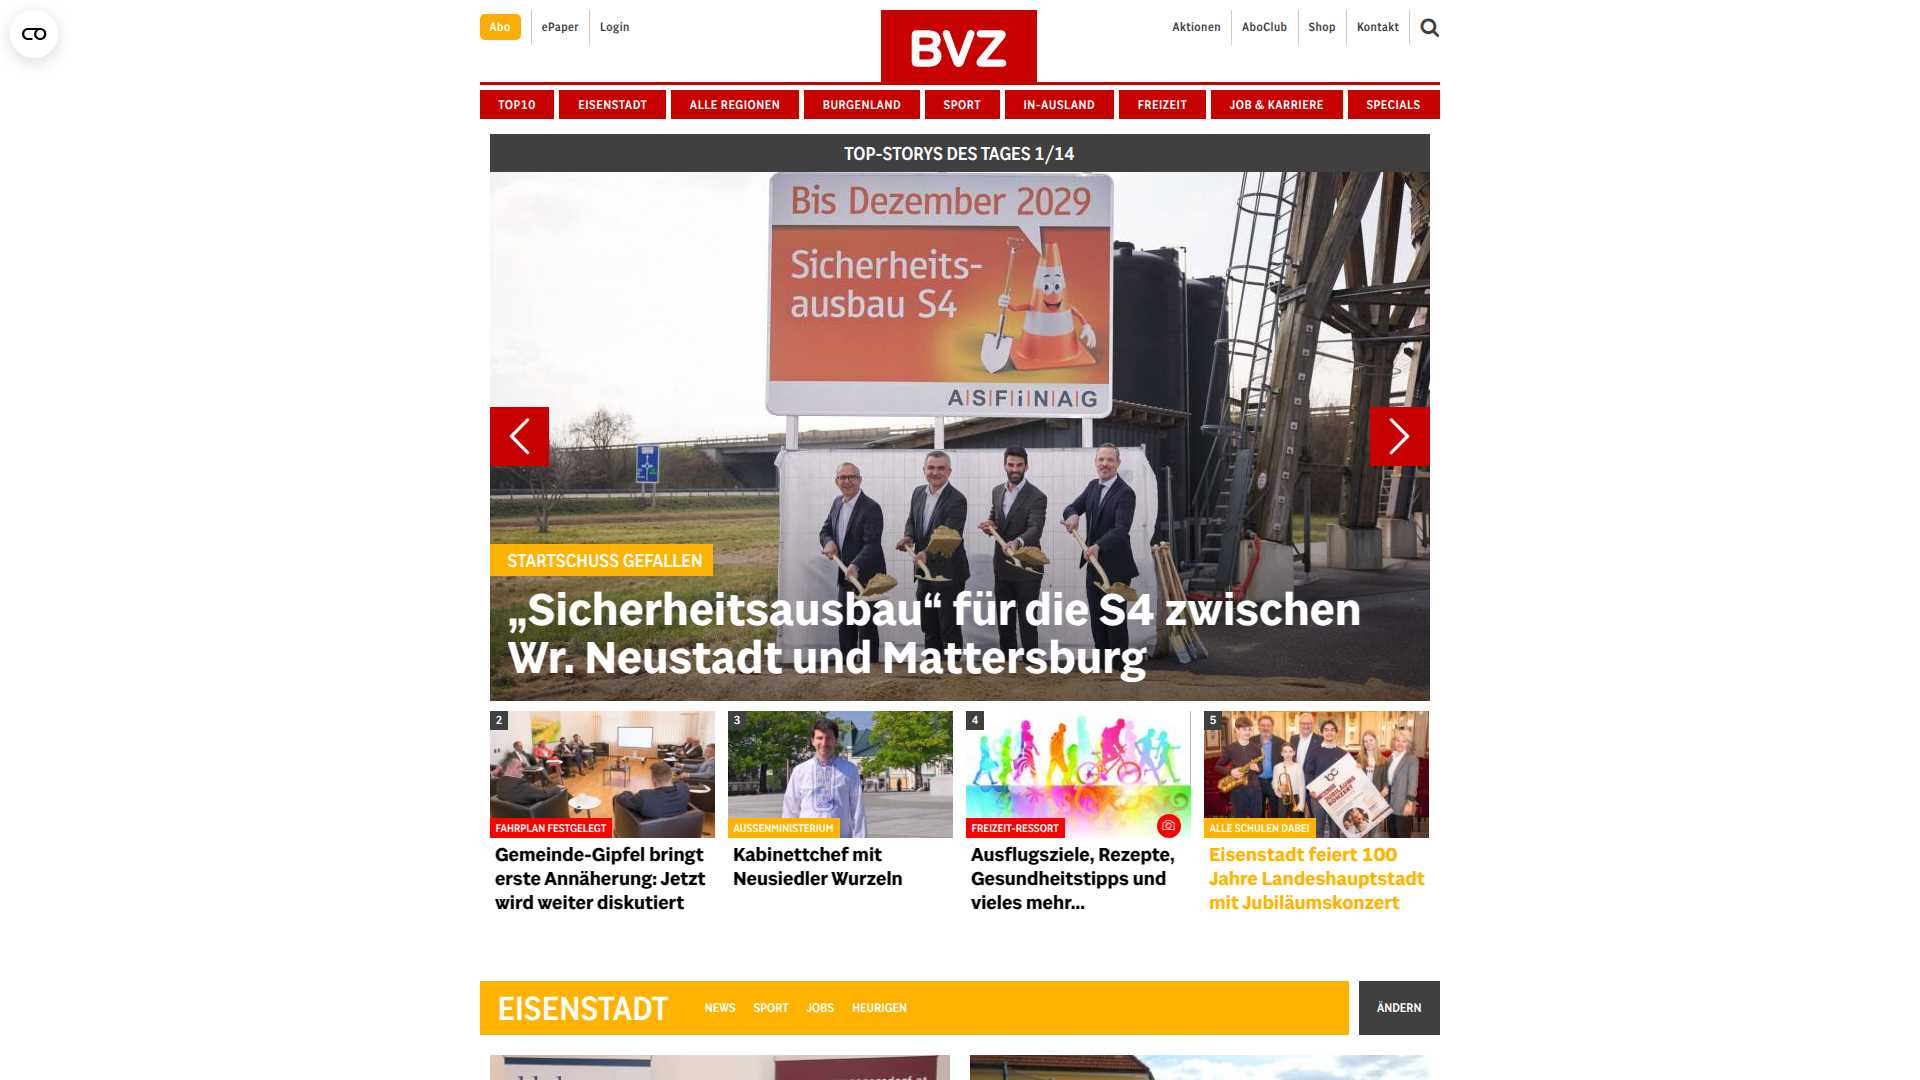 Abo
ePaper
Login
BVZ
Aktionen
AboClub
Shop
Kontakt
TOP10
EISENSTADT
ALLE REGIONEN
BURGENLAND
SPORT
IN-AUSLAND
FREIZEIT
JOB & KARRIERE
SPECIALS
TOP-STORYS DES TAGES 1/14
Bis Dezember 2029
Sicherheits-
ausbau S4
A|S|F|i|N|A|G
STARTSCHUSS GEFALLEN
„Sicherheitsausbau“ für die S4 zwischen
Wr. Neustadt und Mattersburg
2
FAHRPLAN FESTGELEGT
Gemeinde-Gipfel bringt
erste Annäherung: Jetzt
wird weiter diskutiert
3
AUSSENMINISTERIUM
Kabinettchef mit
Neusiedler Wurzeln
4
FREIZEIT-RESSORT
Ausflugsziele, Rezepte,
Gesundheitstipps und
vieles mehr...
5
ALLE SCHULEN DABEI
Eisenstadt feiert 100
Jahre Landeshauptstadt
mit Jubiläumskonzert
EISENSTADT
NEWS
SPORT
JOBS
HEURIGEN
ÄNDERN